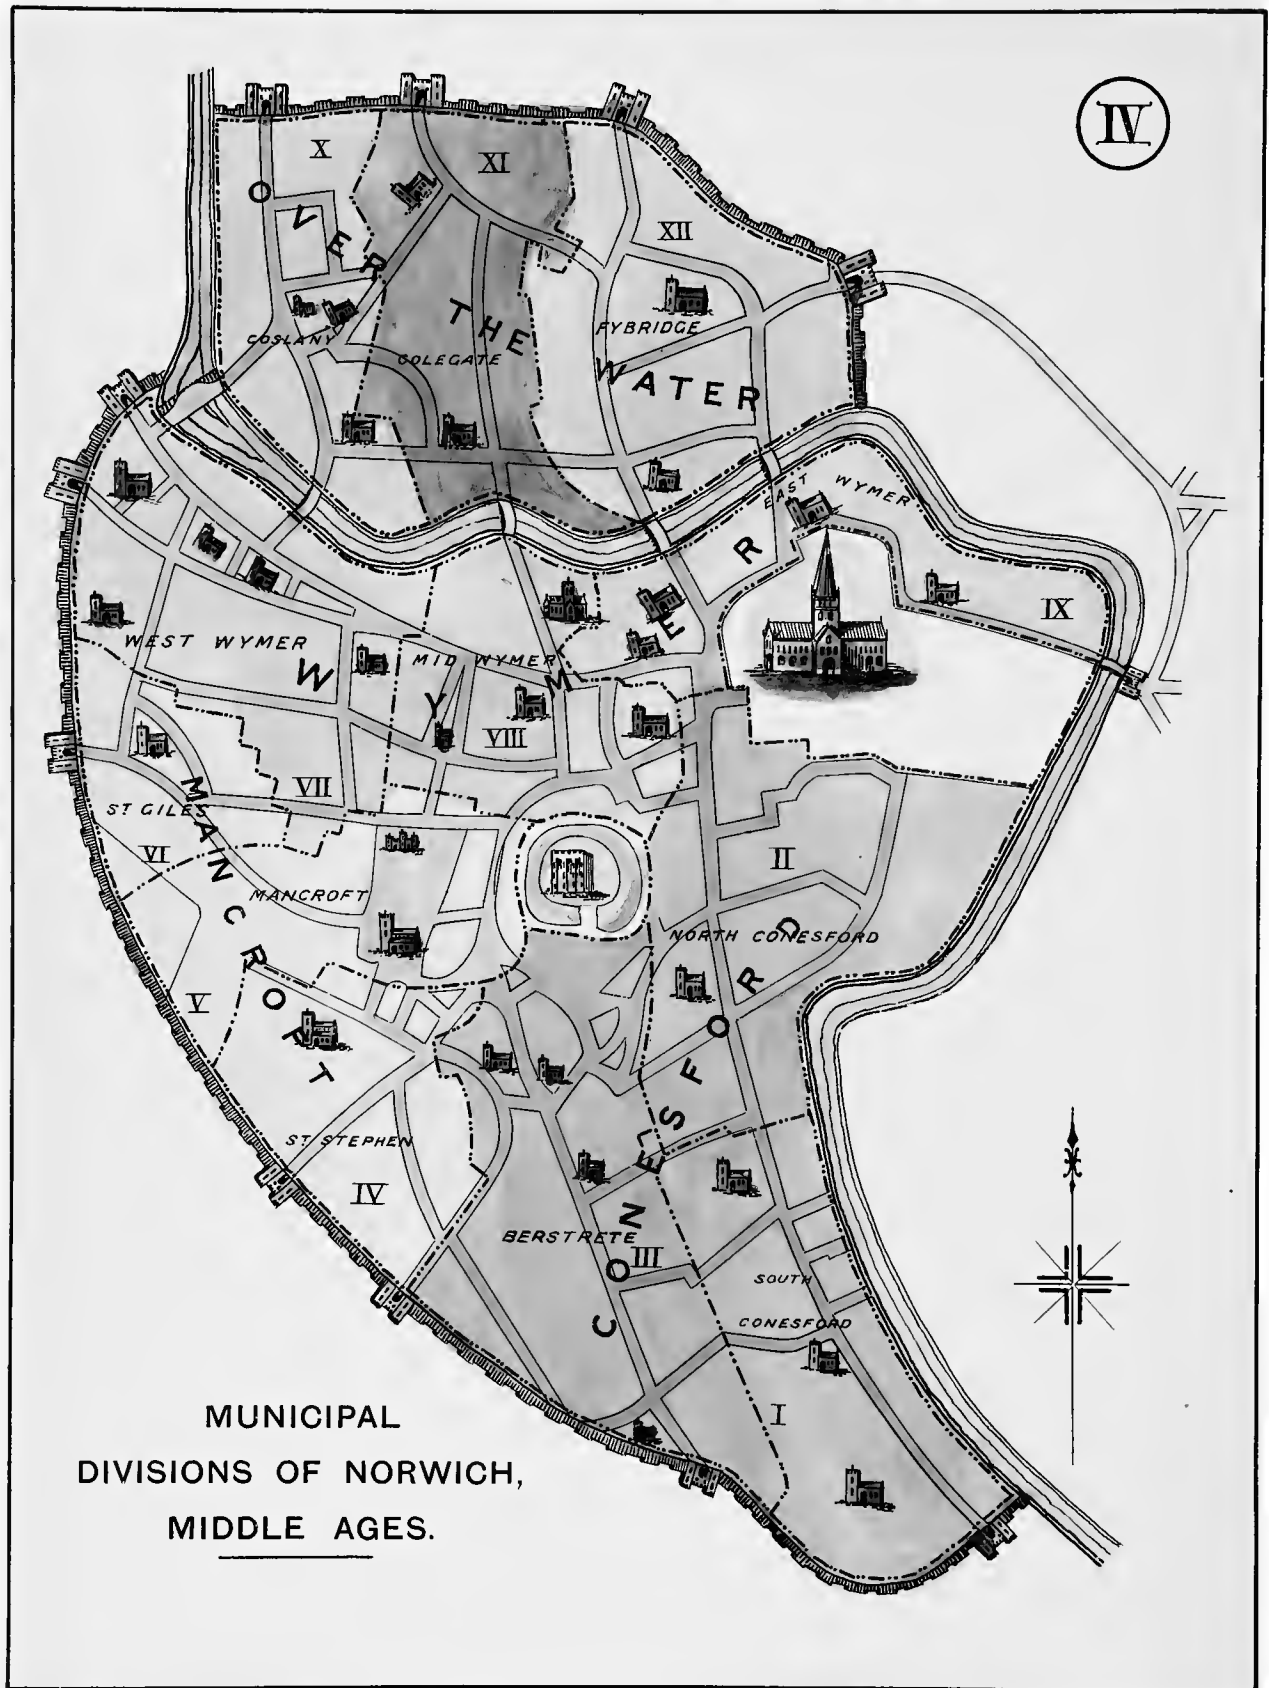 IV
X
XI
XII
OVER THE WATER
COSLANY
COLEGATE
FYBRIDGE
EAST WYMER
IX
WEST WYMER
MID WYMER
WYMER
VIII
VII
ST GILES
VI
MANCROFT
MAINCROFT
V
II
NORTH CONESFORD
CONESFORD
ST STEPHEN
IV
BERSTRETE
III
SOUTH
CONESFORD
I
MUNICIPAL
DIVISIONS OF NORWICH,
MIDDLE AGES.